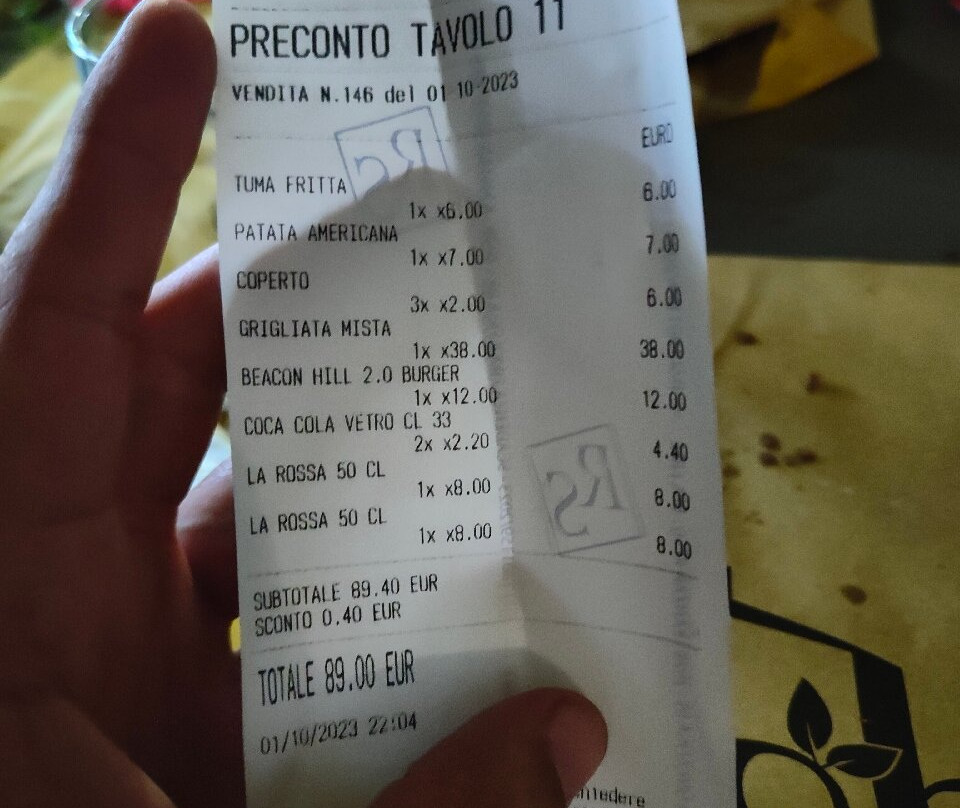 PRECONTO TAVOLO 11
VENDITA N.146 del 01-10-2023
EURO
TUMA FRITTA
1x x6.00 6.00
PATATA AMERICANA
1x x7.00 7.00
COPERTO
3x x2.00 6.00
GRIGLIATA MISTA
1x x38.00 38.00
BEACON HILL 2.0 BURGER
1x x12.00 12.00
COCA COLA VETRO CL 33
2x x2.20 4.40
LA ROSSA 50 CL
1x x8.00 8.00
LA ROSSA 50 CL
1x x8.00 8.00
SUBTOTALE 89.40 EUR
SCONTO 0.40 EUR
TOTALE 89.00 EUR
01/10/2023 22:04